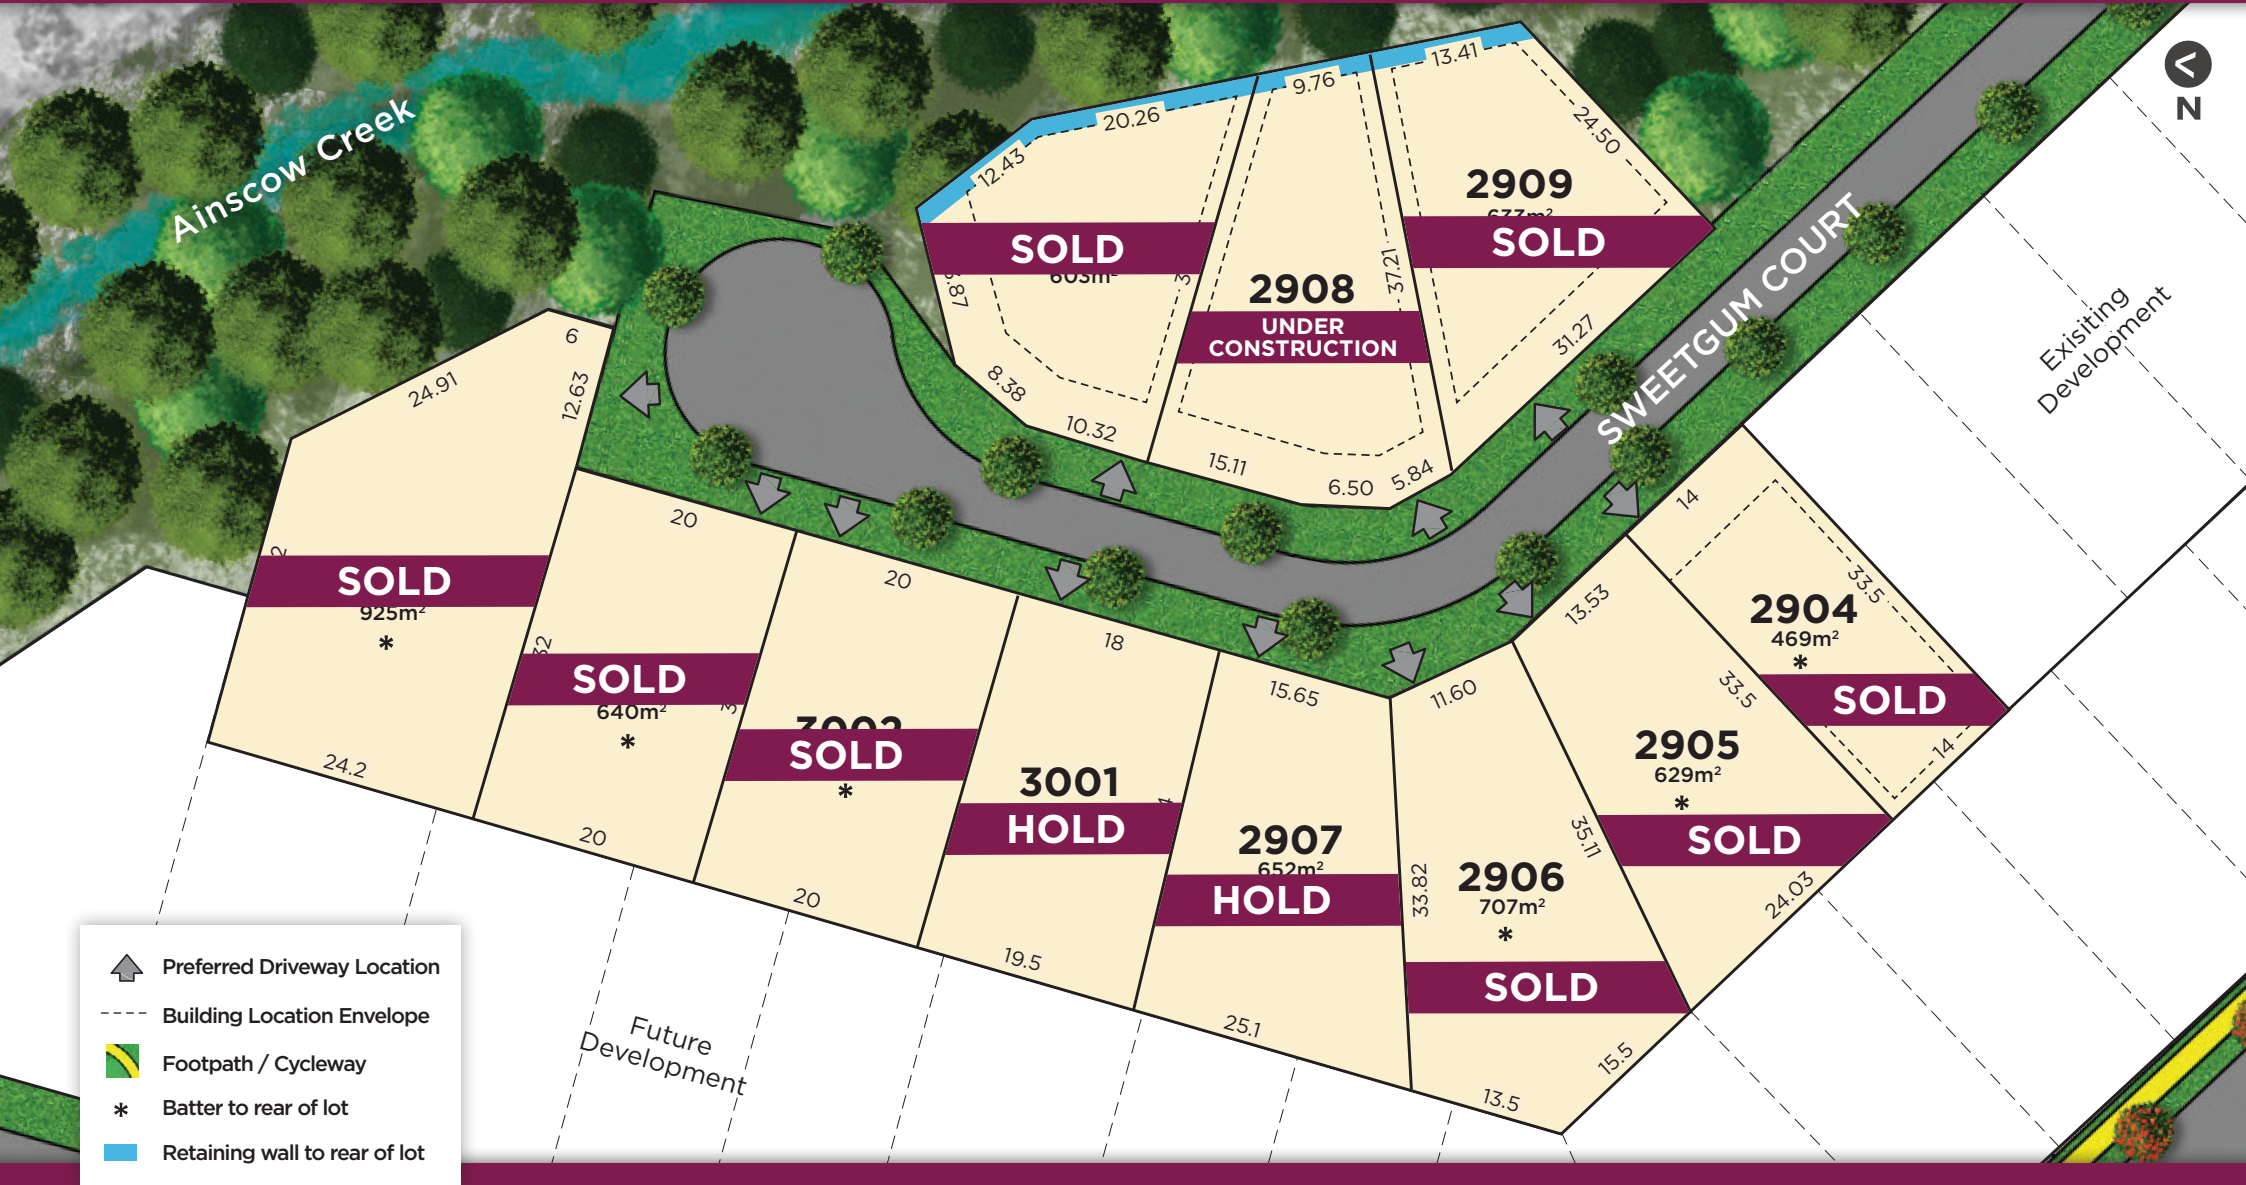 Ainscow Creek
N
20.26
9.76
13.41
12.43
24.50
2909
SOLD
SOLD
603m²
2908
UNDER
CONSTRUCTION
37.21
31.27
8.38
10.32
15.11
6.50
5.84
SWEETGUM COURT
Exisiting
Development
6
24.91
12.63
SOLD
925m²
*
24.2
20
32
SOLD
640m²
*
20
20
3002
SOLD
*
20
18
3001
HOLD
19.5
15.65
2907
652m²
HOLD
25.1
11.60
33.82
2906
707m²
*
SOLD
13.5
15.5
13.53
35.11
2905
629m²
*
SOLD
24.03
33.5
14
33.5
2904
469m²
*
SOLD
14
Future
Development
Preferred Driveway Location
Building Location Envelope
Footpath / Cycleway
* Batter to rear of lot
Retaining wall to rear of lot